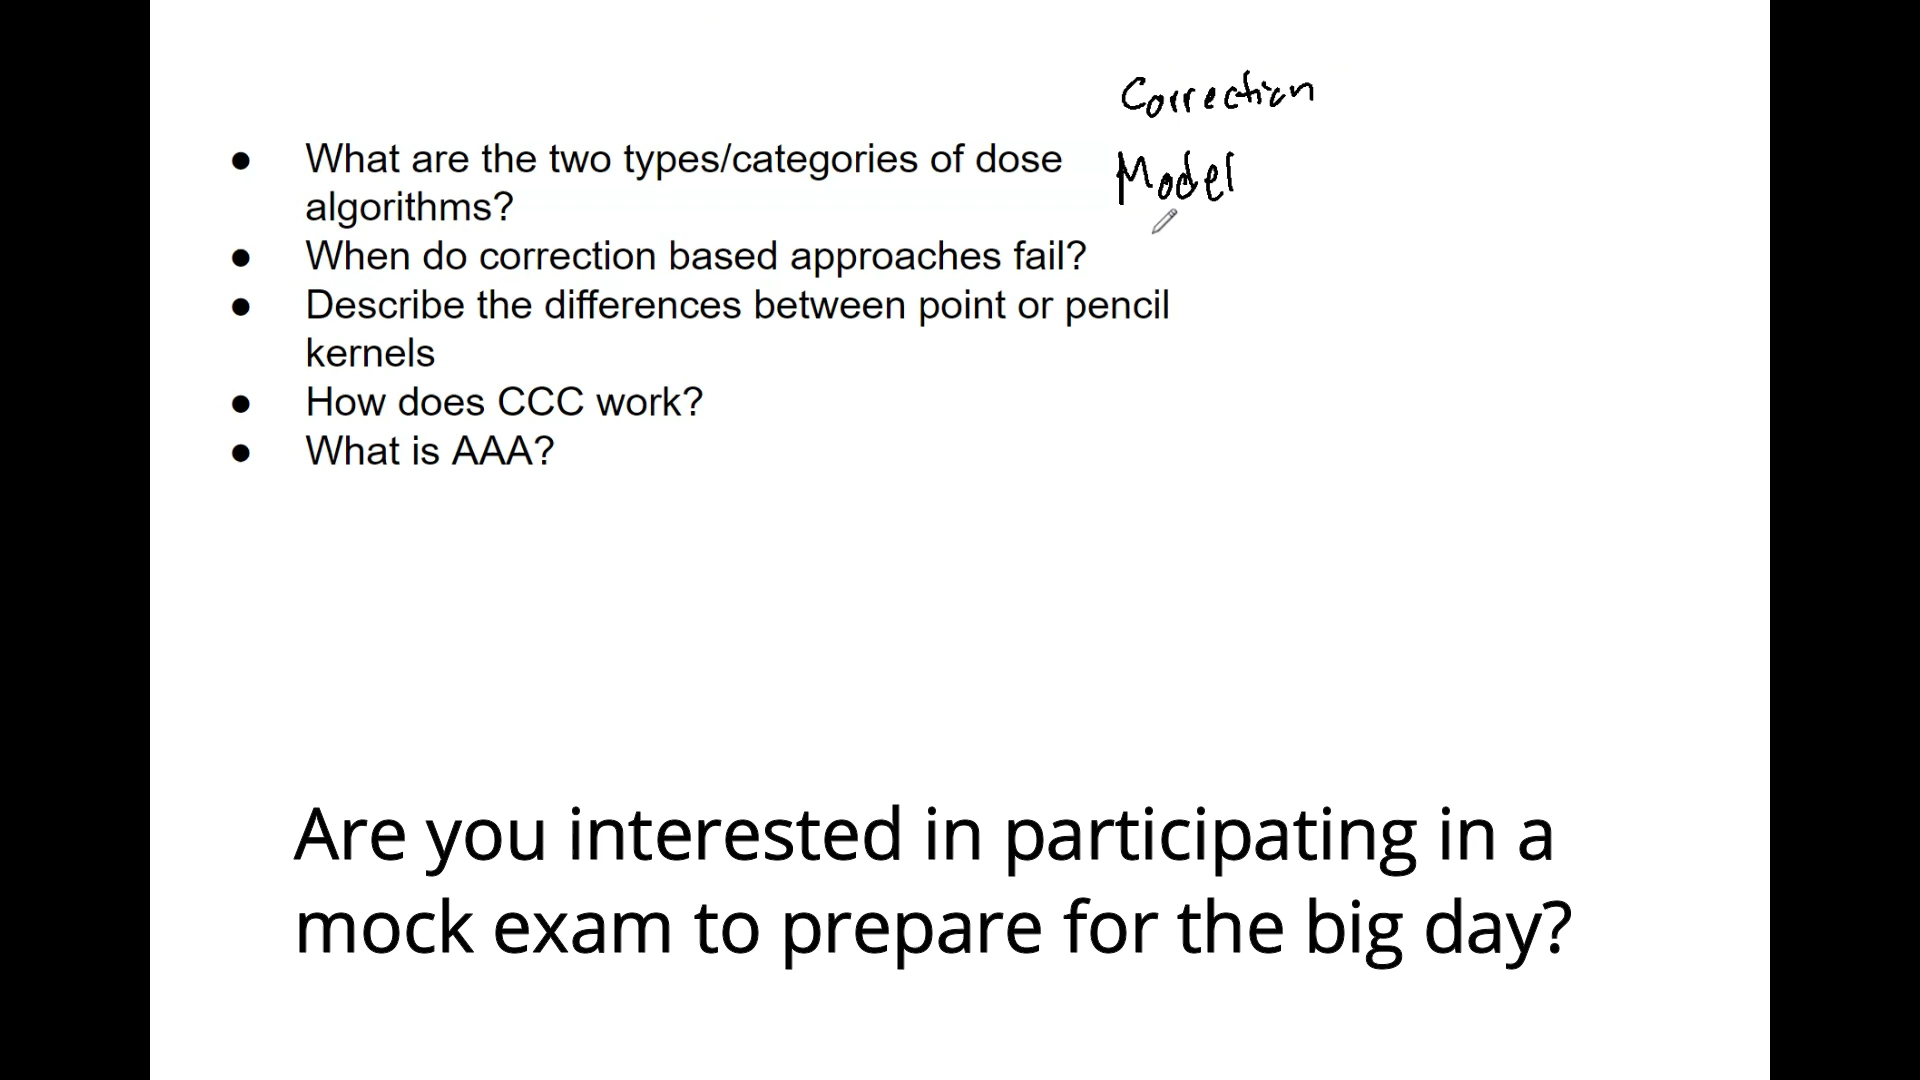 Correction
● What are the two types/categories of dose
Model
algorithms?
● When do correction based approaches fail?
● Describe the differences between point or pencil
kernels
● How does CCC work?
● What is AAA?
Are you interested in participating in a
mock exam to prepare for the big day?